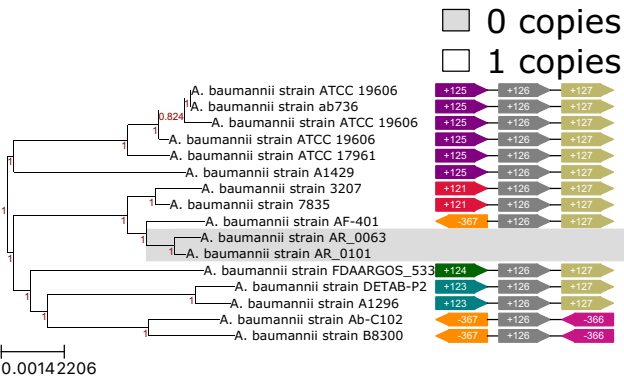 0 copies
1 copies
A. baumannii strain ATCC 19606 +125 +126 +127
1
A. baumannii strain ab736 +125 +126 +127
0.824
A. baumannii strain ATCC 19606 +125 +126 +127
1
A. baumannii strain ATCC 19606 +125 +126 +127
1
A. baumannii strain ATCC 17961 +125 +126 +127
1
A. baumannii strain A1429 +125 +126 +127
A. baumannii strain 3207 +121 +126 +127
1
A. baumannii strain 7835 +121 +126 +127
1
1
A. baumannii strain AF-401 -367 +126 +127
A. baumannii strain AR_0063
1
1
1
A. baumannii strain AR_0101
A. baumannii strain FDAARGOS_533 +124 +126 +127
A. baumannii strain DETAB-P2 +123 +126 +127
1
1
A. baumannii strain A1296 +123 +126 +127
A. baumannii strain Ab-C102 -367 +126 -366
1
1
A. baumannii strain B8300 -367 +126 -366
0.00142206